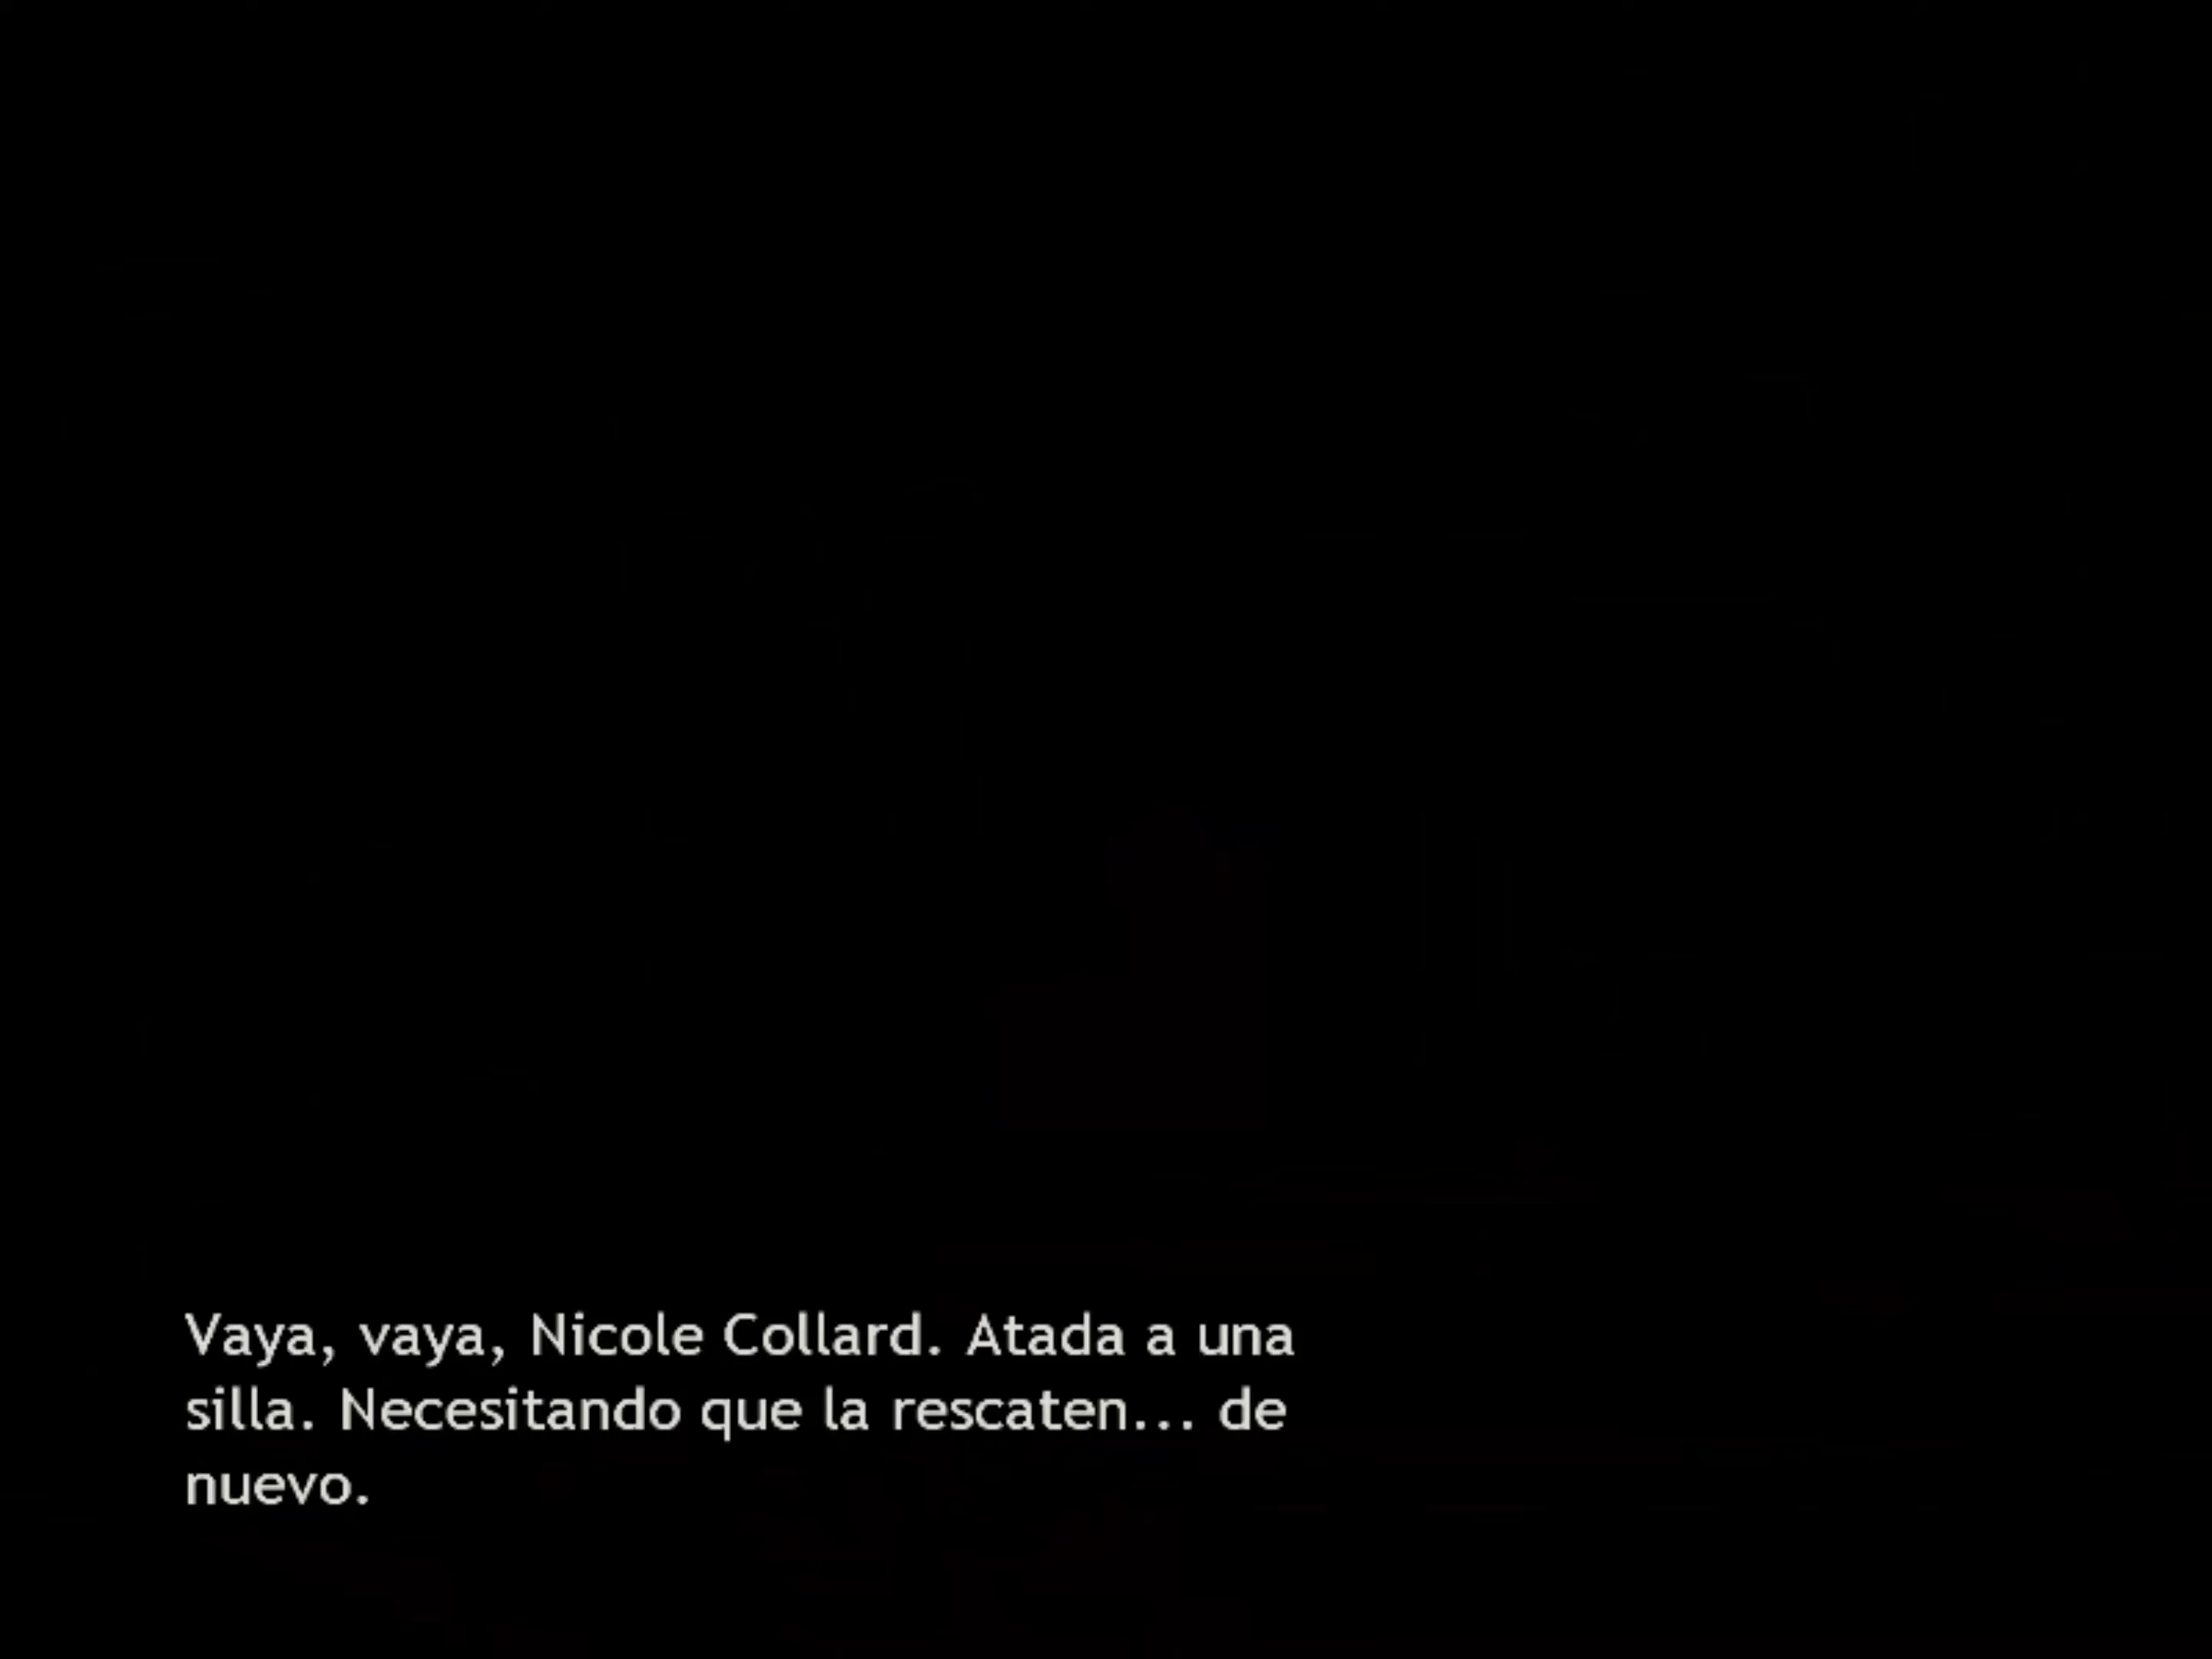 Vaya, vaya, Nicole Collard. Atada a una
silla. Necesitando que la rescaten... de
nuevo.